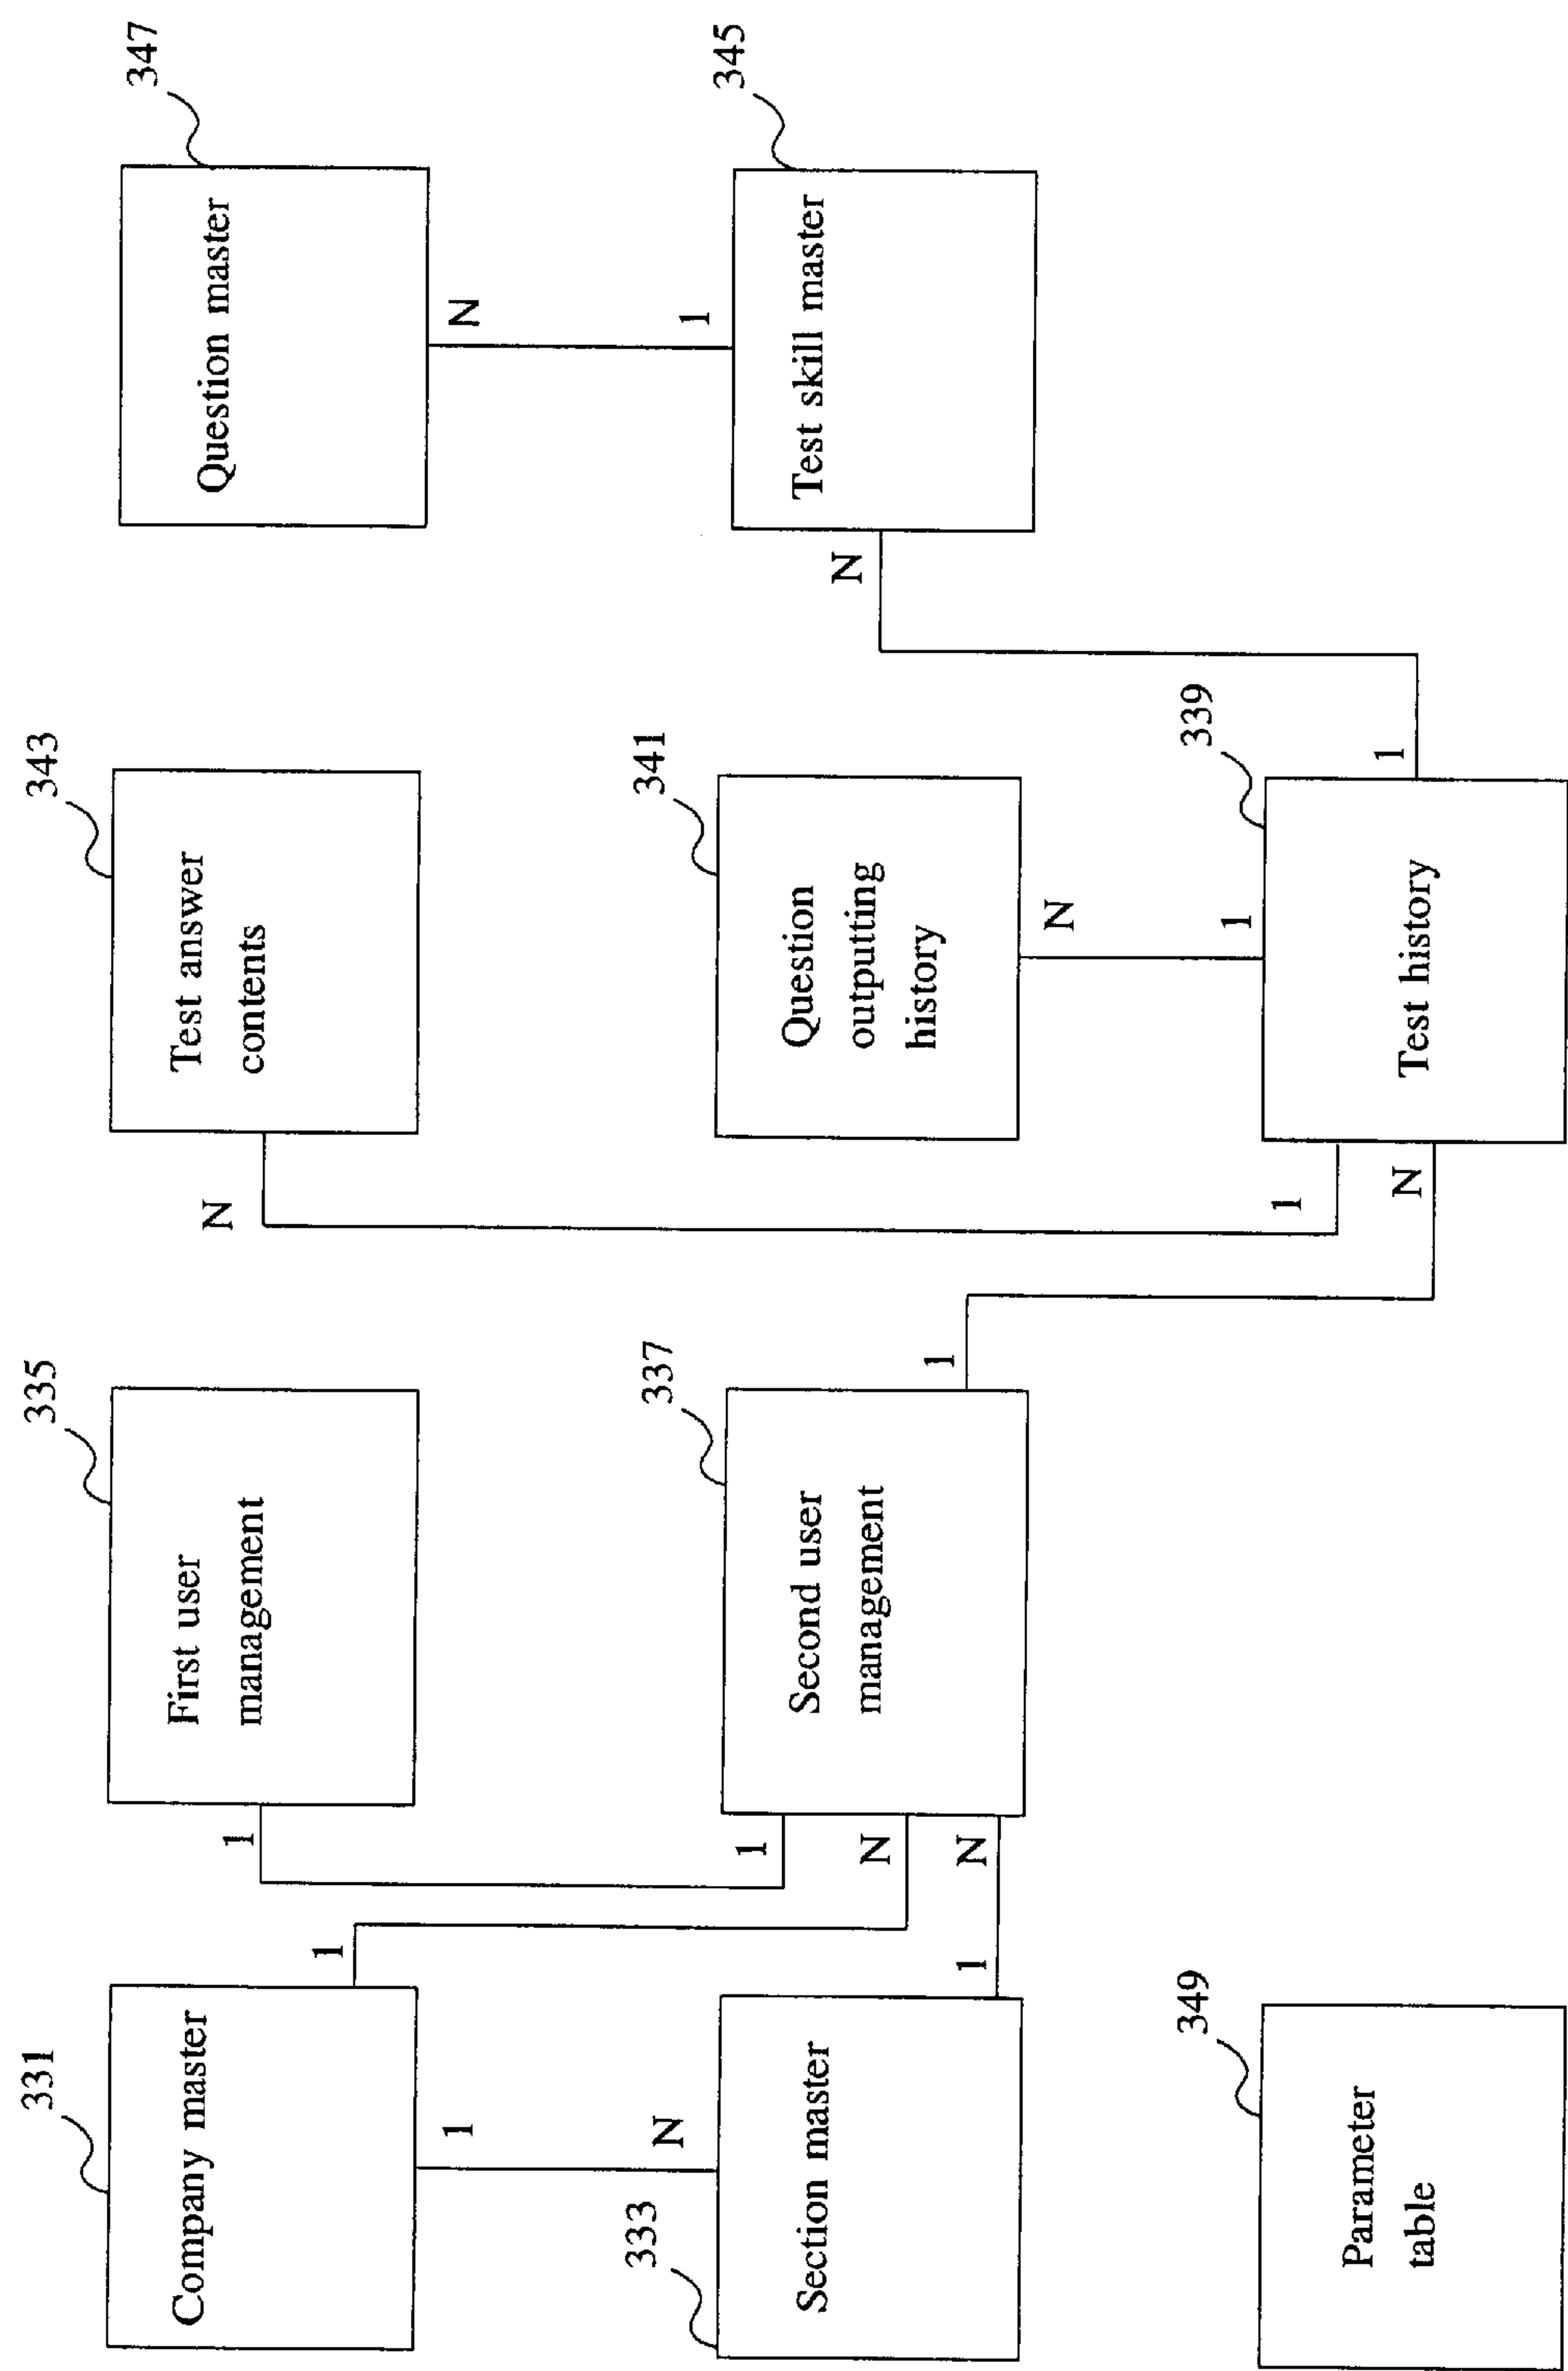 331
Company master
1
1
N
333
Section master
1
349
Parameter
table
335
First user
management
1
1
N
N
337
Second user
management
1
343
Test answer
contents
N
341
Question
outputting
history
N
1
1
N
339
Test history
1
347
Question master
N
1
345
Test skill master
N